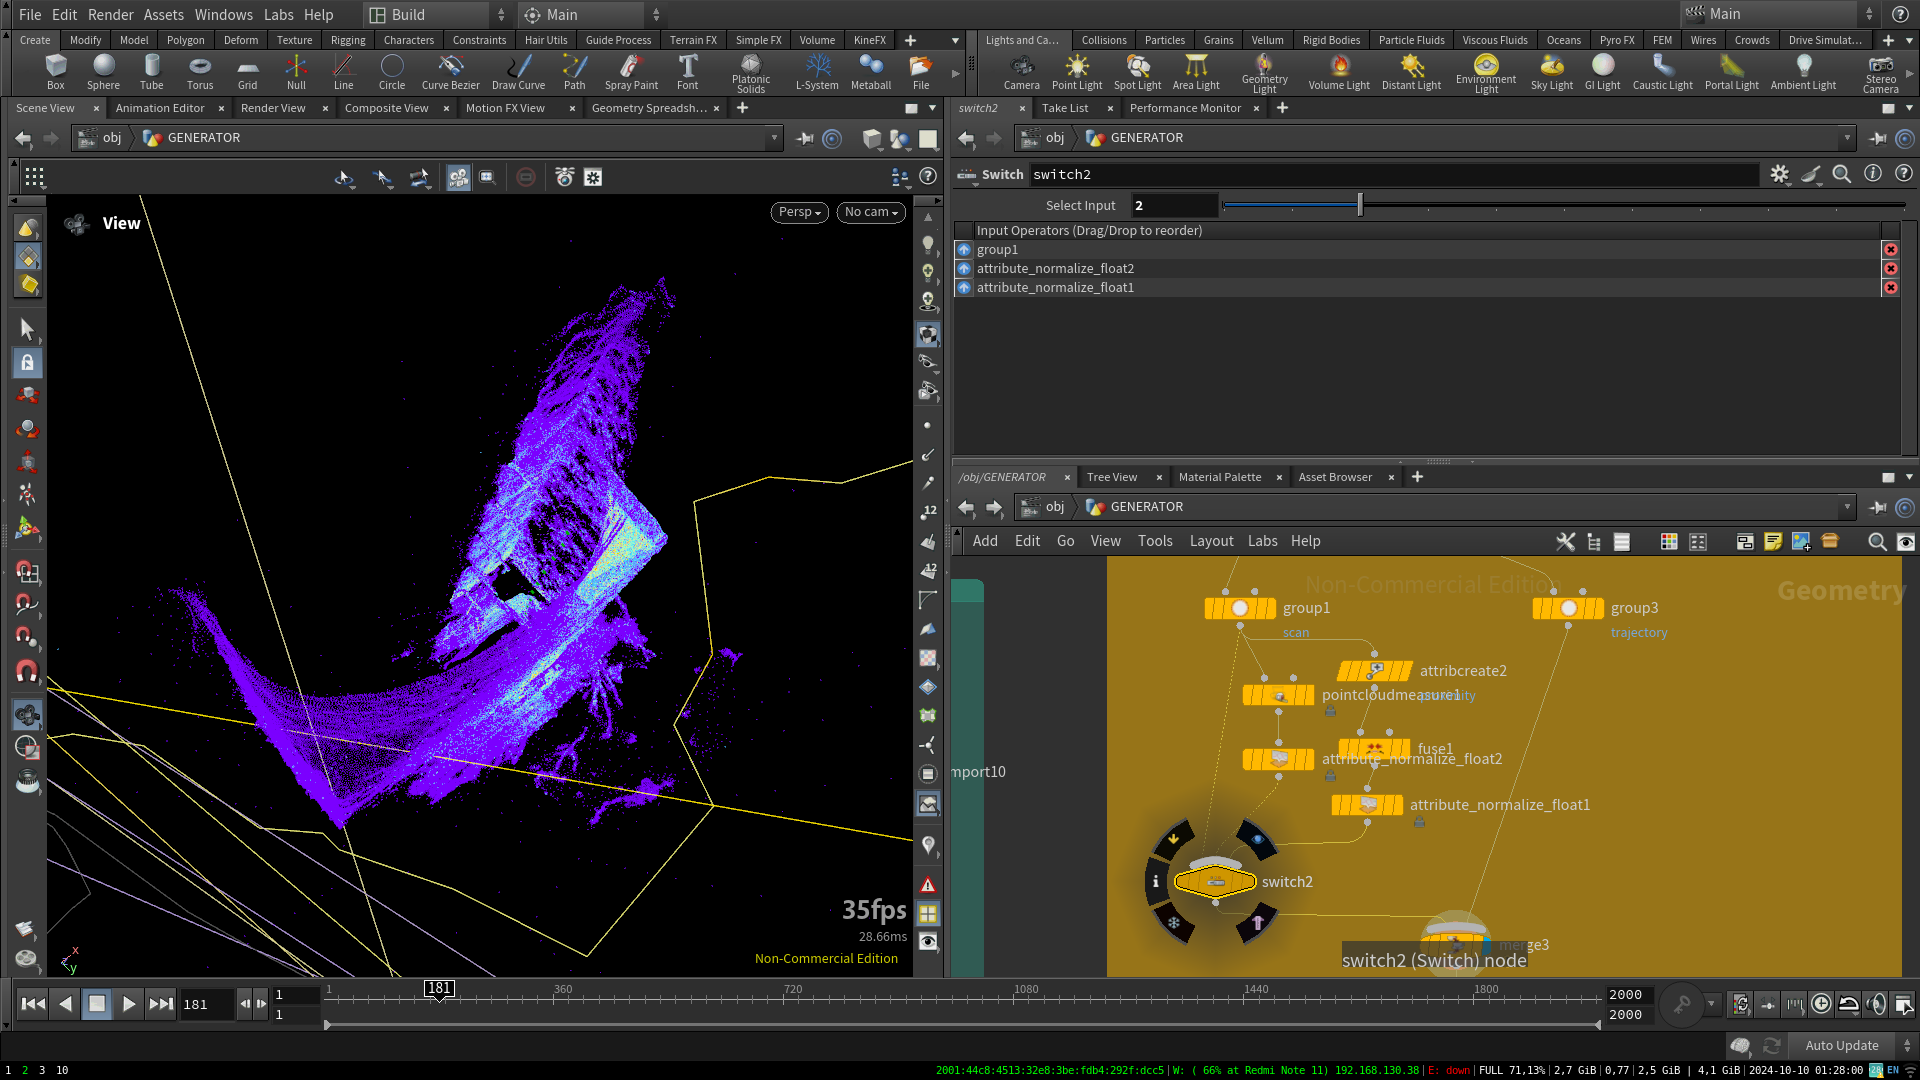 File Edit Render Assets Windows Labs Help Build Main Main
Create Modify Model Polygon Deform Texture Rigging Characters Constraints Hair Utils Guide Process Terrain FX Simple FX Volume KineFX
Lights and Ca... Collisions Particles Grains Vellum Rigid Bodies Particle Fluids Viscous Fluids Oceans Pyro FX FEM Wires Crowds Drive Simulat...
Box Sphere Tube Torus Grid Null Line Circle Curve Bezier Draw Curve Path Spray Paint Font Platonic Solids L-System Metaball File
Camera Point Light Spot Light Area Light Geometry Light Volume Light Distant Light Environment Light Sky Light GI Light Caustic Light Portal Light Ambient Light Stereo Camera
Scene View Animation Editor Render View Composite View Motion FX View Geometry Spreadsh...
switch2 Take List Performance Monitor
obj GENERATOR
obj GENERATOR
Switch switch2
Select Input 2
Input Operators (Drag/Drop to reorder)
group1
attribute_normalize_float2
attribute_normalize_float1
View
Persp
No cam
12
12
35fps
28.66ms
Non-Commercial Edition
x
y
/obj/GENERATOR Tree View Material Palette Asset Browser
obj GENERATOR
Add Edit Go View Tools Layout Labs Help
Non-Commercial Edition
Geometry
group1
scan
group3
trajectory
attribcreate2
fuse1
attribute_normalize_float2
mport10
attribute_normalize_float1
switch2
merge3
switch2 (Switch) node
181
1
1
1 181 360 720 1080 1440 1800
2000
2000
Auto Update
1 2 3 10
2001:44c8:4513:32e8:3be:fdb4:292f:dcc5|W: ( 66% at Redmi Note 11) 192.168.130.38|E: down|FULL 71,13%|2,7 GiB|0,77|2,5 GiB | 4,1 GiB|2024-10-10 01:28:00 EN